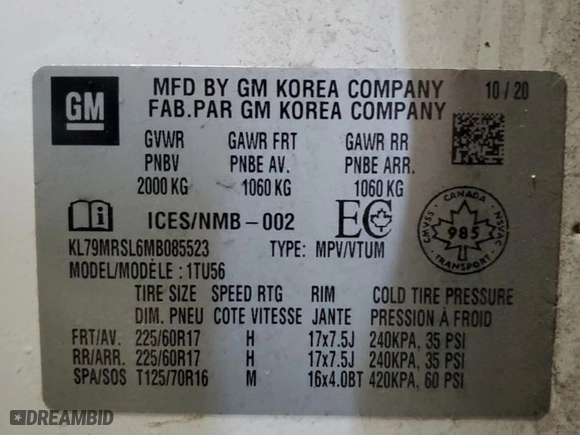 GM
MFD BY GM KOREA COMPANY 10/20
FAB.PAR GM KOREA COMPANY
GVWR GAWR FRT GAWR RR
PNBV PNBE AV. PNBE ARR.
2000 KG 1060 KG 1060 KG
ICES/NMB-002 EC
CANADA CMVSS NSVAC 985 TRANSPORT
KL79MRSL6MB085523 TYPE: MPV/VTUM
MODEL/MODÈLE : 1TU56
TIRE SIZE SPEED RTG RIM COLD TIRE PRESSURE
DIM. PNEU COTE VITESSE JANTE PRESSION À FROID
FRT/AV. 225/60R17 H 17x7.5J 240KPA, 35 PSI
RR/ARR. 225/60R17 H 17x7.5J 240KPA, 35 PSI
SPA/SOS T125/70R16 M 16x4.0BT 420KPA, 60 PSI
DREAMBID